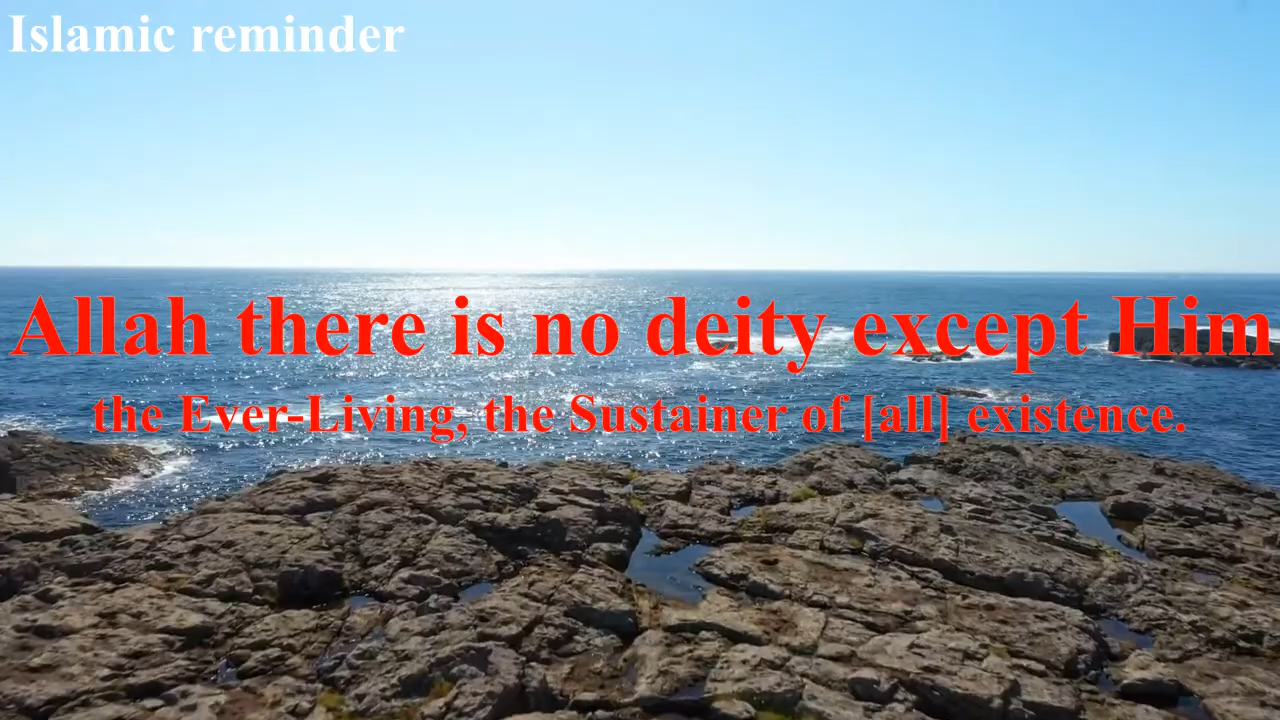 Islamic reminder
Allah there is no deity except Him
the Ever-Living, the Sustainer of [all] existence.